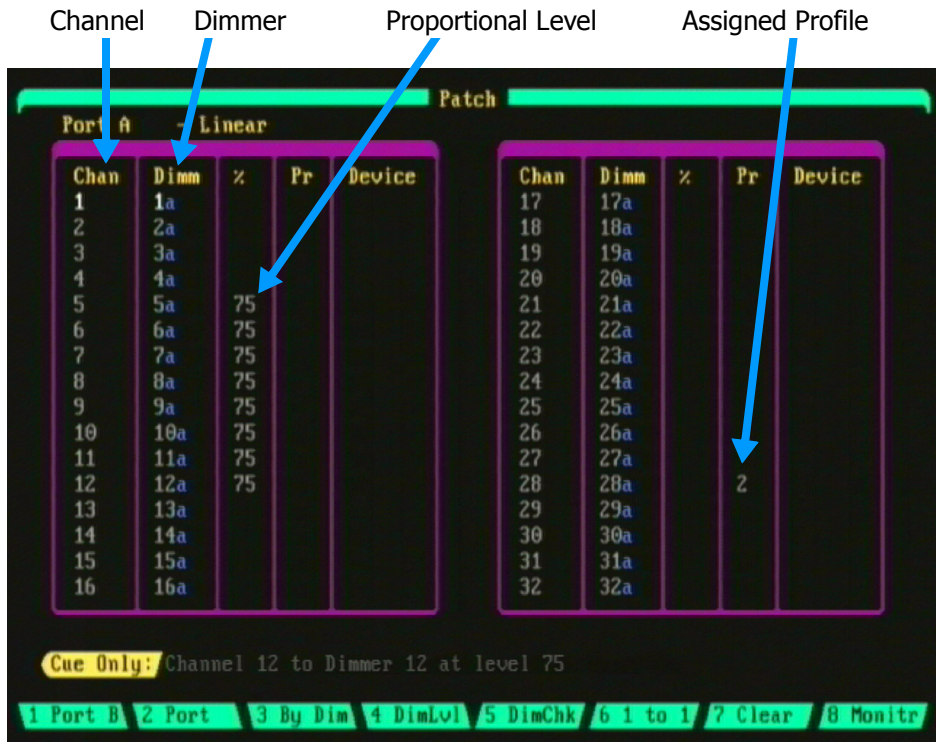 Channel Dimmer Proportional Level Assigned Profile
Patch
Port A - Linear
Chan Dimm % Pr Device Chan Dimm % Pr Device
1 1a 17 17a
2 2a 18 18a
3 3a 19 19a
4 4a 20 20a
5 5a 75 21 21a
6 6a 75 22 22a
7 7a 75 23 23a
8 8a 75 24 24a
9 9a 75 25 25a
10 10a 75 26 26a
11 11a 75 27 27a
12 12a 75 28 28a 2
13 13a 29 29a
14 14a 30 30a
15 15a 31 31a
16 16a 32 32a
Cue Only: Channel 12 to Dimmer 12 at level 75
1 Port B 2 Port 3 By Dim 4 DimLvl 5 DimChk 6 1 to 1 7 Clear 8 Monitr